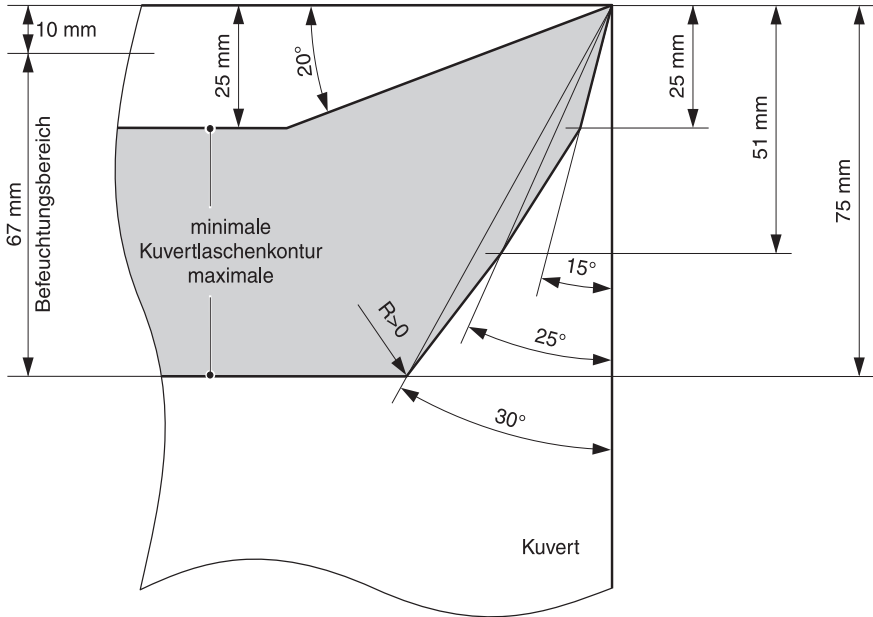 10 mm
25 mm
20°
25 mm
51 mm
75 mm
67 mm
Befeuchtungsbereich
minimale
Kuvertlaschenkontur
maximale
15°
R>0
25°
30°
Kuvert